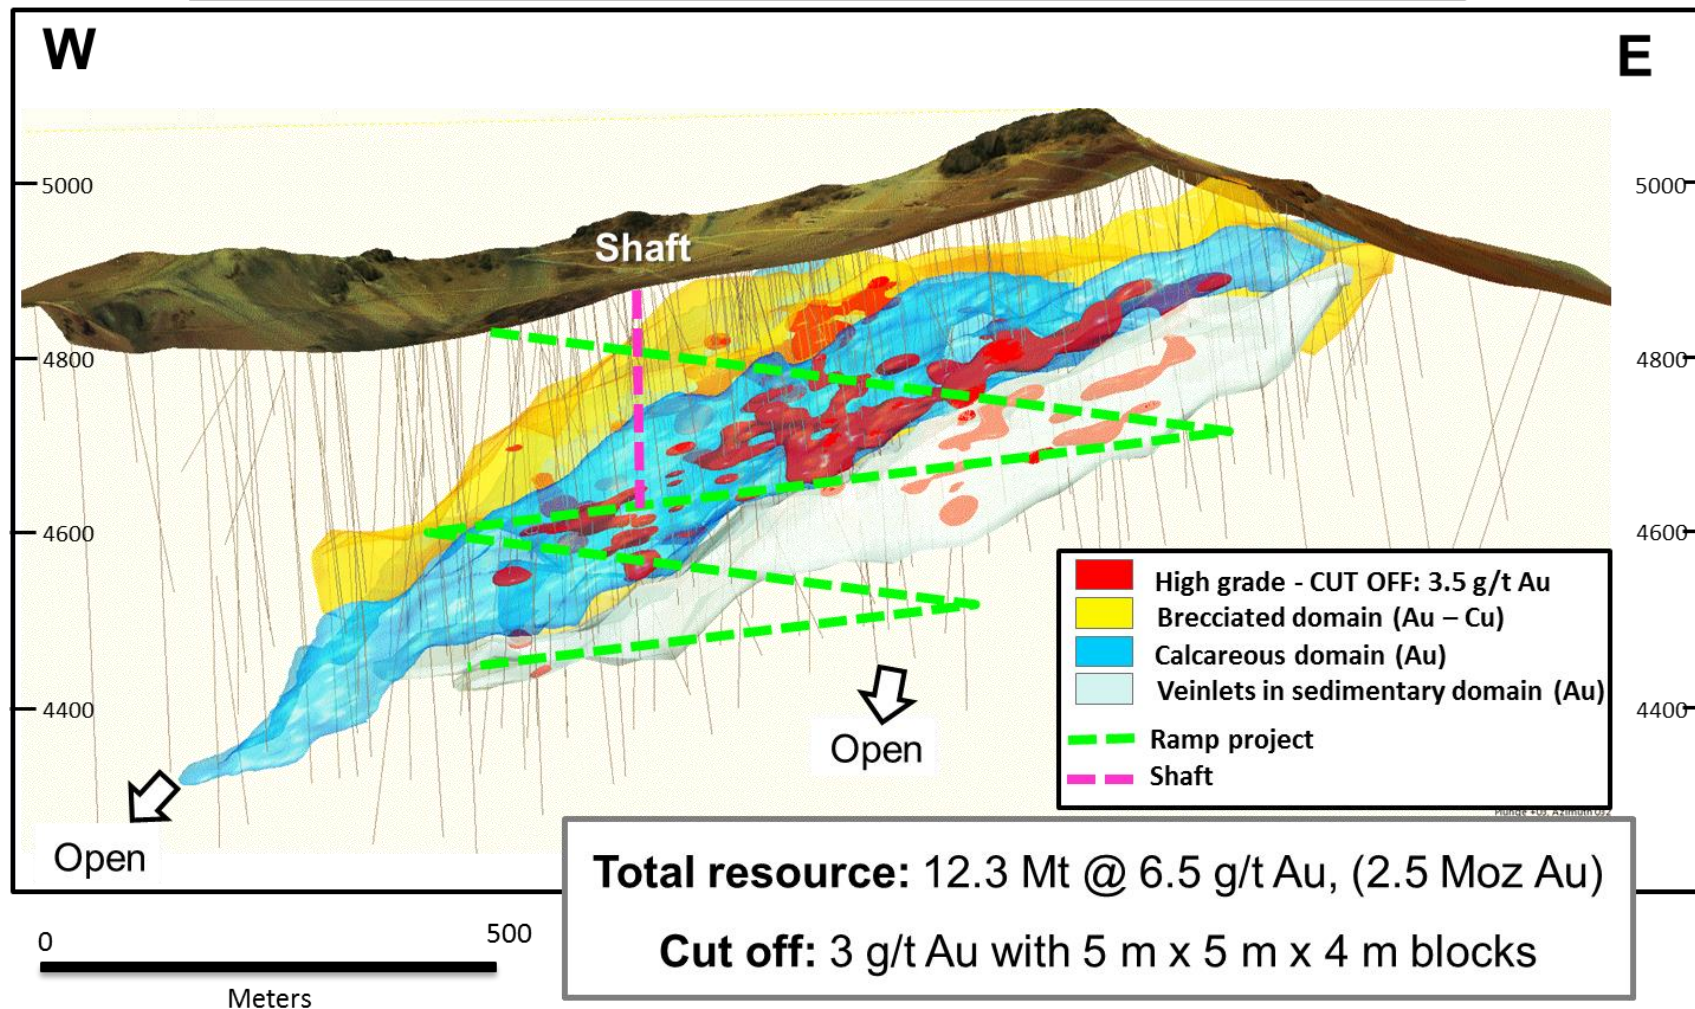 W
E
5000
5000
Shaft
4800
4800
4600
4600
High grade - CUT OFF: 3.5 g/t Au
Brecciated domain (Au – Cu)
Calcareous domain (Au)
Veinlets in sedimentary domain (Au)
4400
4400
Ramp project
Open
Shaft
Open
Total resource: 12.3 Mt @ 6.5 g/t Au, (2.5 Moz Au)
Cut off: 3 g/t Au with 5 m x 5 m x 4 m blocks
0
500
Meters